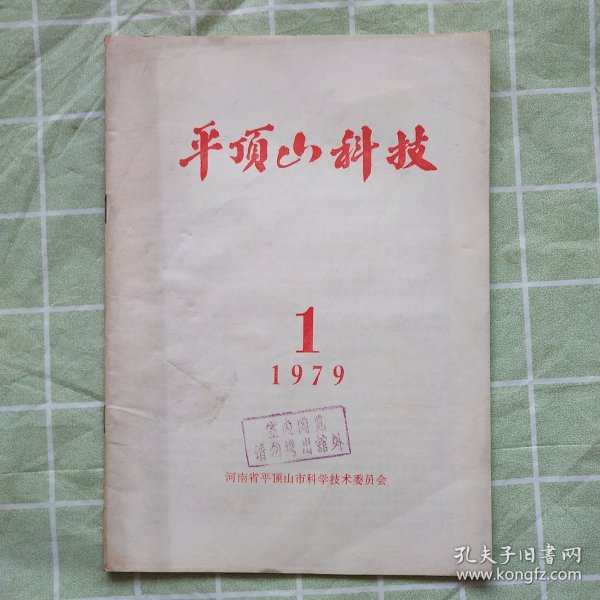 平顶山科技
1
1979
室内阅览
请勿携出馆外
河南省平顶山市科学技术委员会
孔夫子旧书网
www.kongfz.com